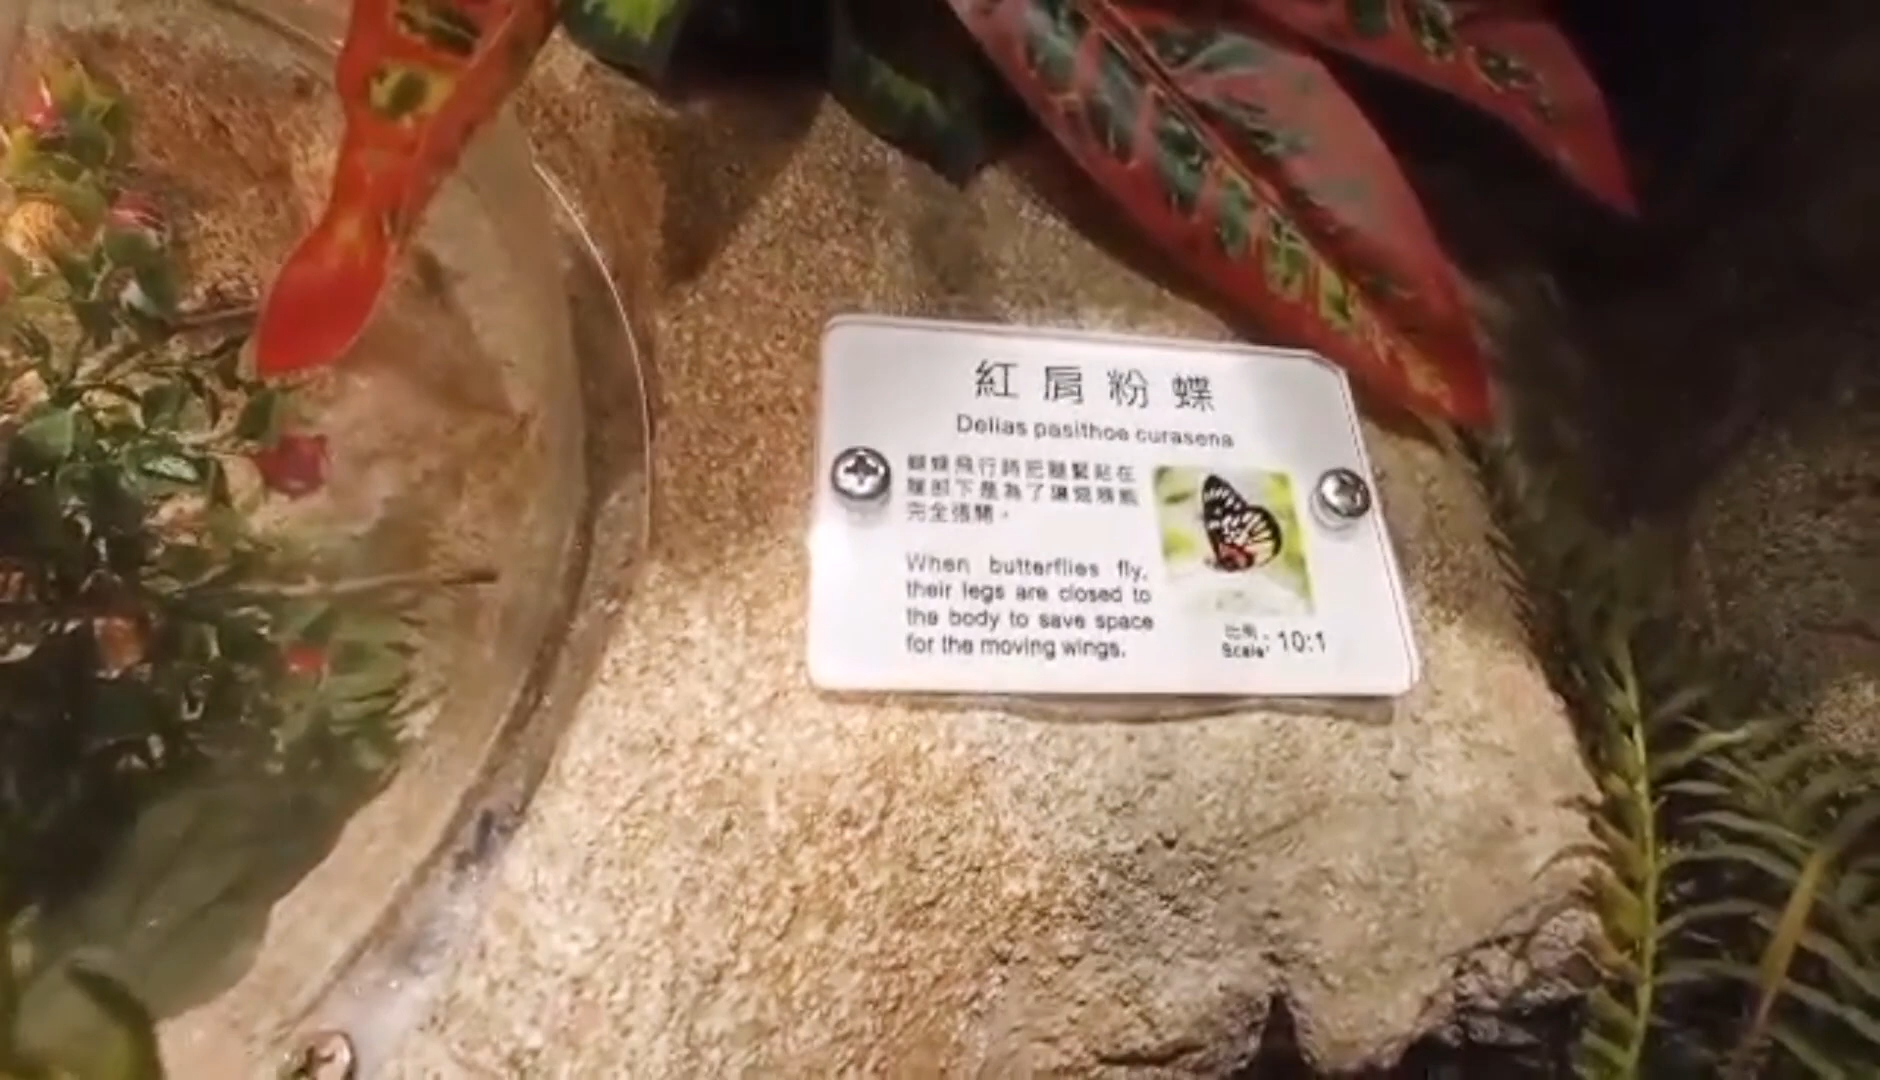 紅肩粉蝶
Delias pasithoe curasena
蝴蝶飛行時把腿緊貼在
腹部下是為了讓翅膀能
完全張開。
When butterflies fly,
their legs are closed to
the body to save space
for the moving wings.
比例:
Scale: 10:1